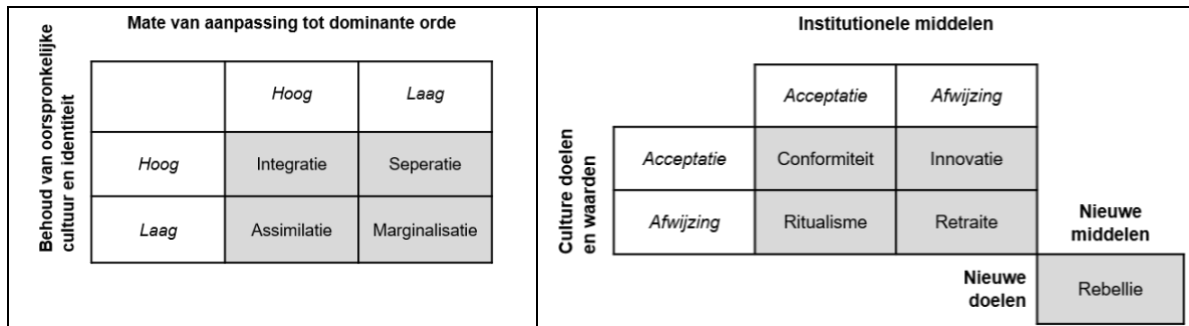 Mate van aanpassing tot dominante orde
Behoud van oorspronkelijke
cultuur en identiteit
Hoog Laag
Hoog Integratie Seperatie
Laag Assimilatie Marginalisatie
Institutionele middelen
Culture doelen
en waarden
Acceptatie Afwijzing
Acceptatie Conformiteit Innovatie
Afwijzing Ritualisme Retraite
Nieuwe
middelen
Nieuwe
doelen
Rebellie